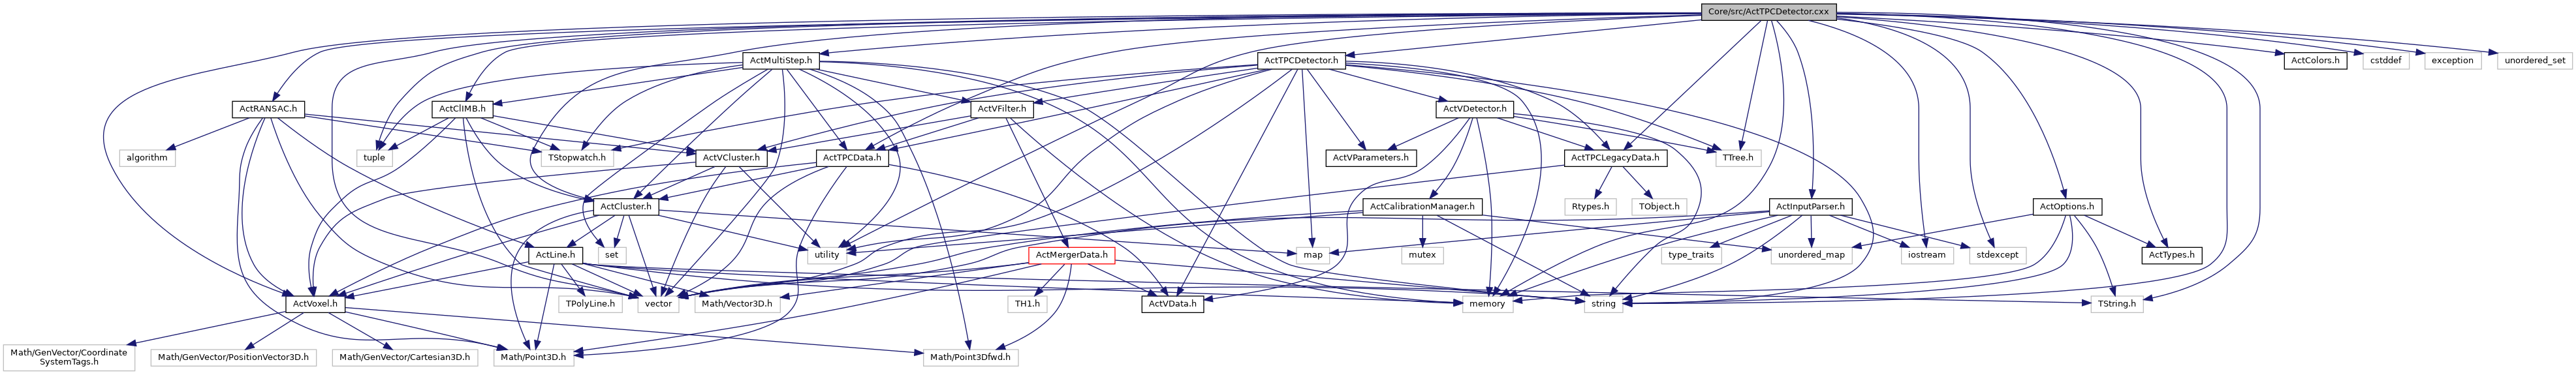 Core/src/ActTPCDetector.cxx
ActMultiStep.h
ActTPCDetector.h
ActColors.h
cstddef
exception
unordered_set
ActRANSAC.h
ActClIMB.h
ActVFilter.h
ActVDetector.h
algorithm
tuple
TStopwatch.h
ActVCluster.h
ActTPCData.h
ActVParameters.h
ActTPCLegacyData.h
TTree.h
ActCluster.h
ActCalibrationManager.h
Rtypes.h
TObject.h
ActInputParser.h
ActOptions.h
ActLine.h
set
utility
ActMergerData.h
map
mutex
type_traits
unordered_map
iostream
stdexcept
ActTypes.h
ActVoxel.h
TPolyLine.h
vector
Math/Vector3D.h
TH1.h
ActVData.h
memory
string
TString.h
Math/GenVector/Coordinate
SystemTags.h
Math/GenVector/PositionVector3D.h
Math/GenVector/Cartesian3D.h
Math/Point3D.h
Math/Point3Dfwd.h